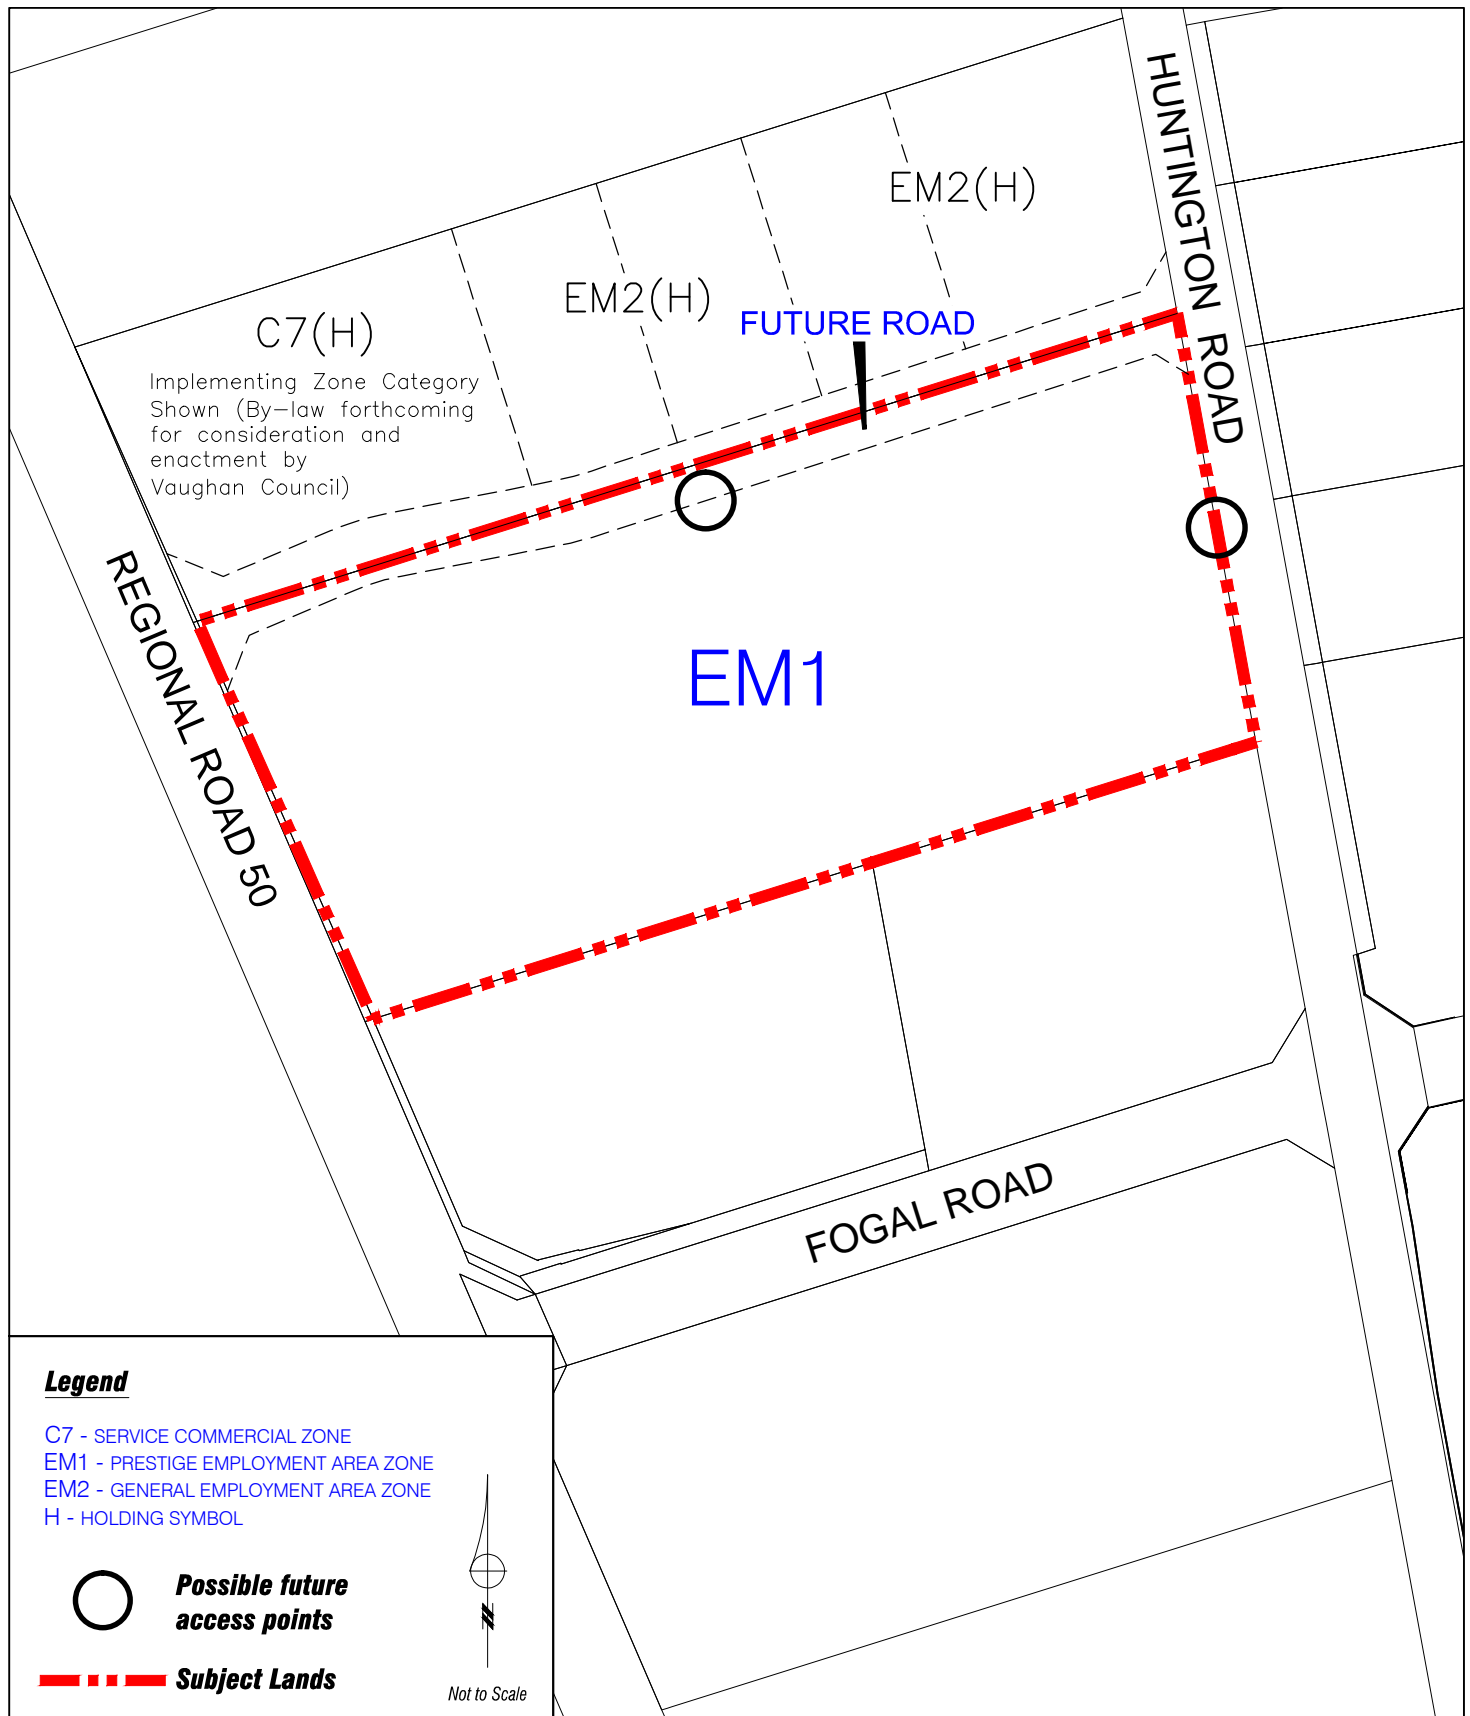 HUNTINGTON ROAD
EM2(H)
EM2(H)
C7(H)
FUTURE ROAD
Implementing Zone Category
Shown (By-law forthcoming
for consideration and
enactment by
Vaughan Council)
REGIONAL ROAD 50
EM1
FOGAL ROAD
Legend
C7 - SERVICE COMMERCIAL ZONE
EM1 - PRESTIGE EMPLOYMENT AREA ZONE
EM2 - GENERAL EMPLOYMENT AREA ZONE
H - HOLDING SYMBOL
Possible future
access points
N
Subject Lands
Not to Scale